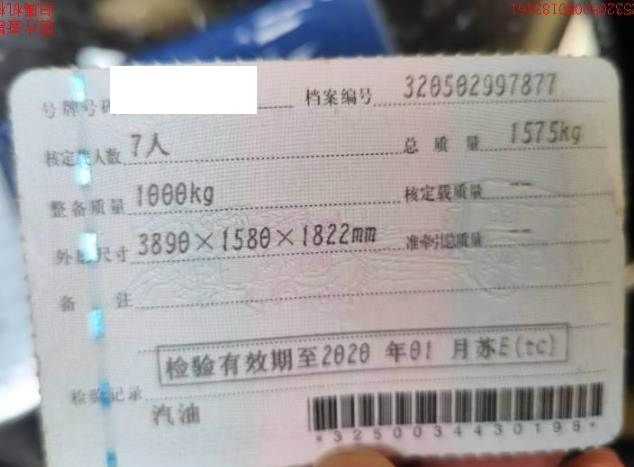 号牌号码 档案编号 320502997877
核定载人数 7人 总质量 1575kg
整备质量 1000kg 核定载质量 --
外廓尺寸 3890×1580×1822mm 准牵引总质量 --
备注
检验有效期至2020 年01 月苏E(tc)
检验记录
汽油
*3250034430198*